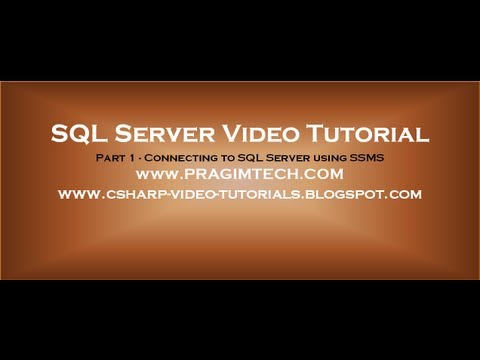 SQL Server Video Tutorial
Part 1 - Connecting to SQL Server using SSMS
www.PRAGIMTECH.com
www.csharp-video-tutorials.blogspot.com